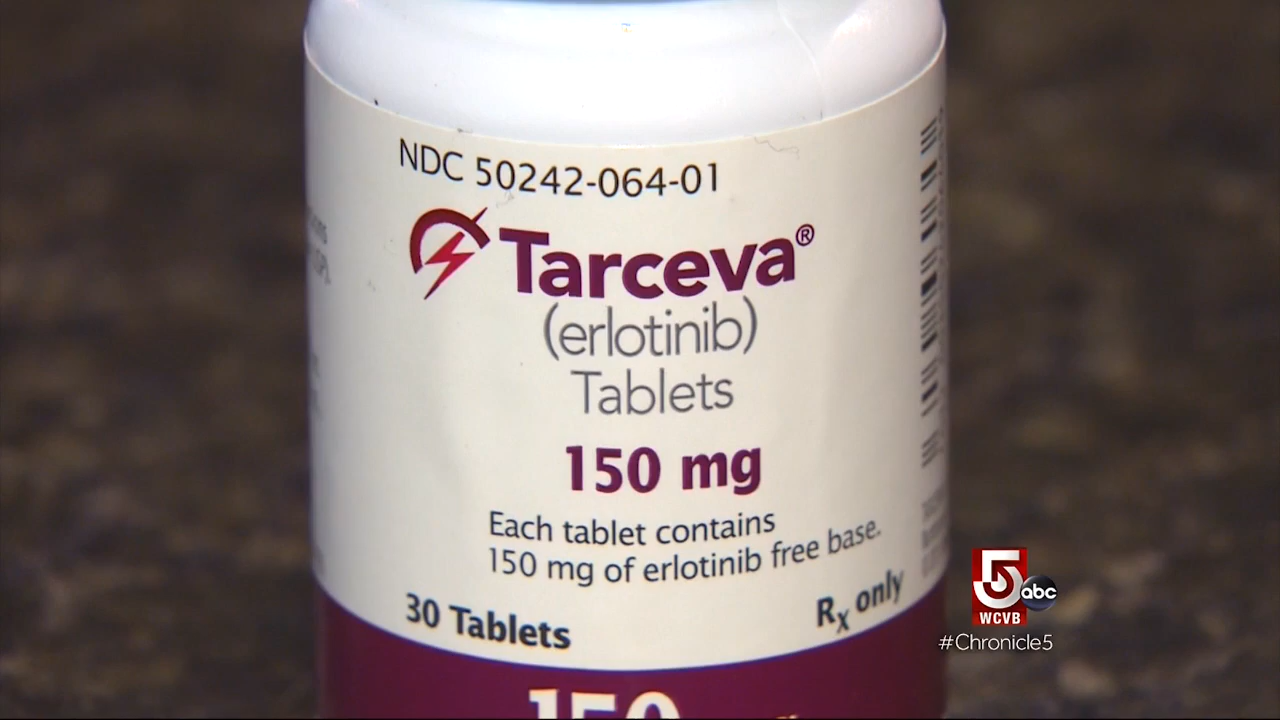 NDC 50242-064-01
Tarceva®
(erlotinib)
Tablets
150 mg
Each tablet contains
150 mg of erlotinib free base.
30 Tablets
Rx only
150
5 abc
WCVB
#Chronicle5